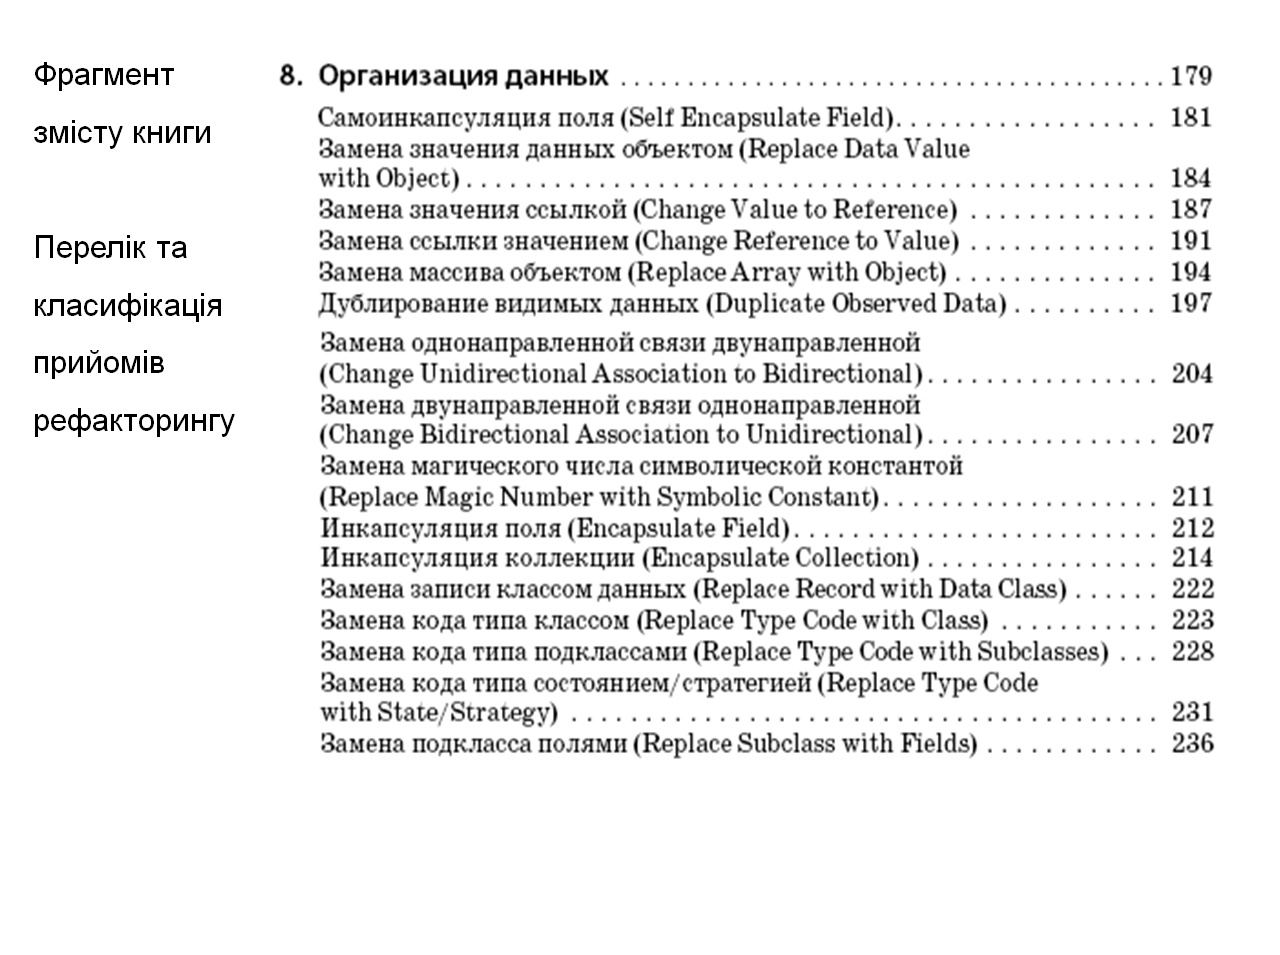 Фрагмент
змісту книги
Перелік та
класифікація
прийомів
рефакторингу
8. Организация данных . . . . . . . . . . . . . . . . . . . . . . . . . . . . . . . . . . . . . . . . 179
Самоинкапсуляция поля (Self Encapsulate Field). . . . . . . . . . . . . . . . . . . 181
Замена значения данных объектом (Replace Data Value
with Object) . . . . . . . . . . . . . . . . . . . . . . . . . . . . . . . . . . . . . . . . . . . . . . . . . . . . . . . . 184
Замена значения ссылкой (Change Value to Reference) . . . . . . . . . . . . . 187
Замена ссылки значением (Change Reference to Value) . . . . . . . . . . . . . 191
Замена массива объектом (Replace Array with Object) . . . . . . . . . . . . . . 194
Дублирование видимых данных (Duplicate Observed Data) . . . . . . . . . . 197
Замена однонаправленной связи двунаправленной
(Change Unidirectional Association to Bidirectional) . . . . . . . . . . . . . . . . 204
Замена двунаправленной связи однонаправленной
(Change Bidirectional Association to Unidirectional) . . . . . . . . . . . . . . . . 207
Замена магического числа символической константой
(Replace Magic Number with Symbolic Constant) . . . . . . . . . . . . . . . . . . . 211
Инкапсуляция поля (Encapsulate Field) . . . . . . . . . . . . . . . . . . . . . . . . . . 212
Инкапсуляция коллекции (Encapsulate Collection) . . . . . . . . . . . . . . . . 214
Замена записи классом данных (Replace Record with Data Class) . . . . . . 222
Замена кода типа классом (Replace Type Code with Class) . . . . . . . . . . . 223
Замена кода типа подклассами (Replace Type Code with Subclasses) . . . 228
Замена кода типа состоянием/стратегией (Replace Type Code
with State/Strategy) . . . . . . . . . . . . . . . . . . . . . . . . . . . . . . . . . . . . . . . . . . . . . . . 231
Замена подкласса полями (Replace Subclass with Fields) . . . . . . . . . . . . 236